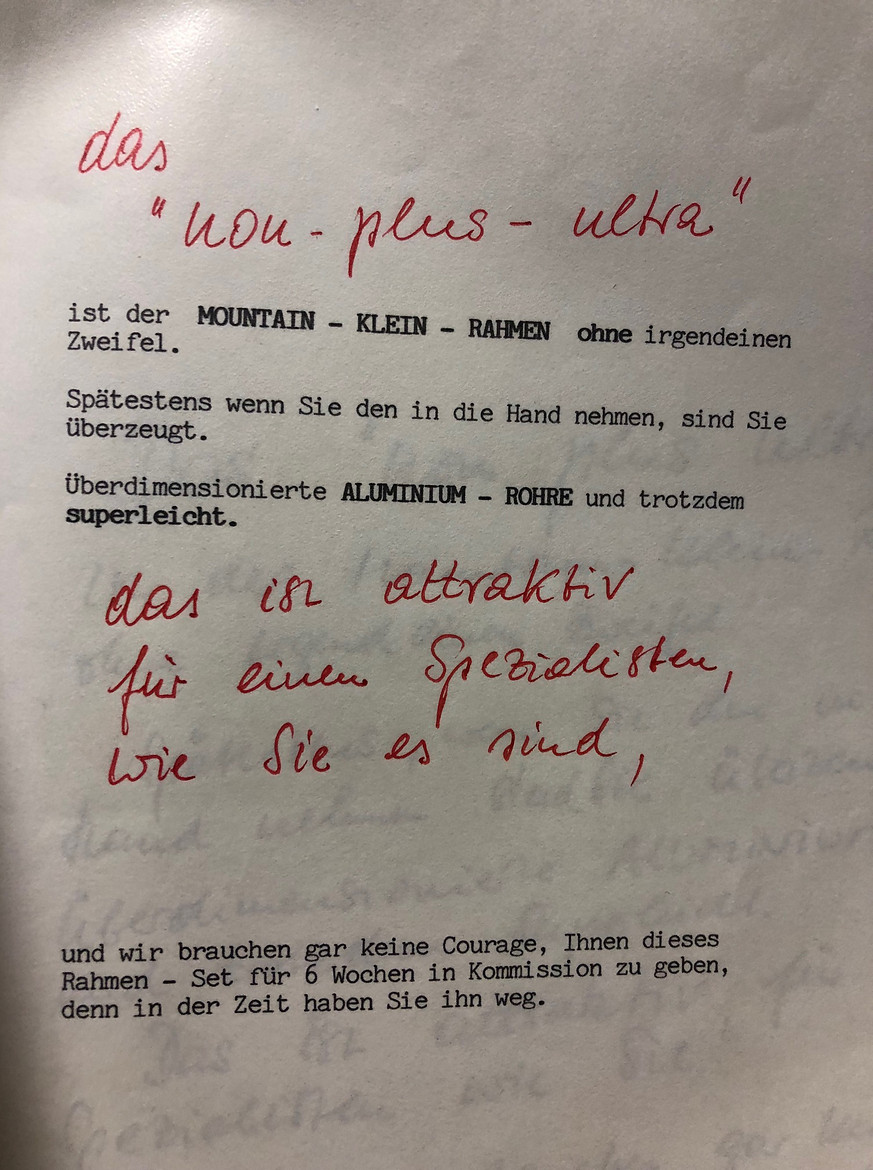 das
"non - plus - ultra"
ist der MOUNTAIN - KLEIN - RAHMEN ohne irgendeinen
Zweifel.
Spätestens wenn Sie den in die Hand nehmen, sind Sie
überzeugt.
Überdimensionierte ALUMINIUM - ROHRE und trotzdem
superleicht.
das ist attraktiv
für einen Spezialisten,
wie Sie es sind,
und wir brauchen gar keine Courage, Ihnen dieses
Rahmen - Set für 6 Wochen in Kommission zu geben,
denn in der Zeit haben Sie ihn weg.